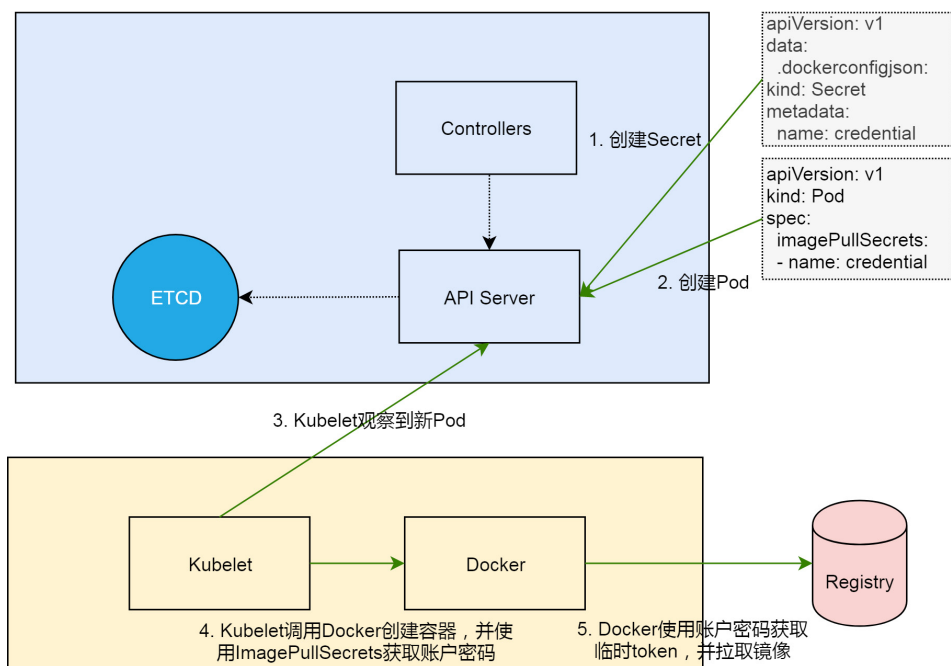 apiVersion: v1
data:
.dockerconfigjson:
kind: Secret
metadata:
name: credential
Controllers
1. 创建Secret
apiVersion: v1
kind: Pod
spec:
imagePullSecrets:
- name: credential
2. 创建Pod
ETCD
API Server
3. Kubelet观察到新Pod
Kubelet
Docker
Registry
4. Kubelet调用Docker创建容器，并使
用ImagePullSecrets获取账户密码
5. Docker使用账户密码获取
临时token，并拉取镜像